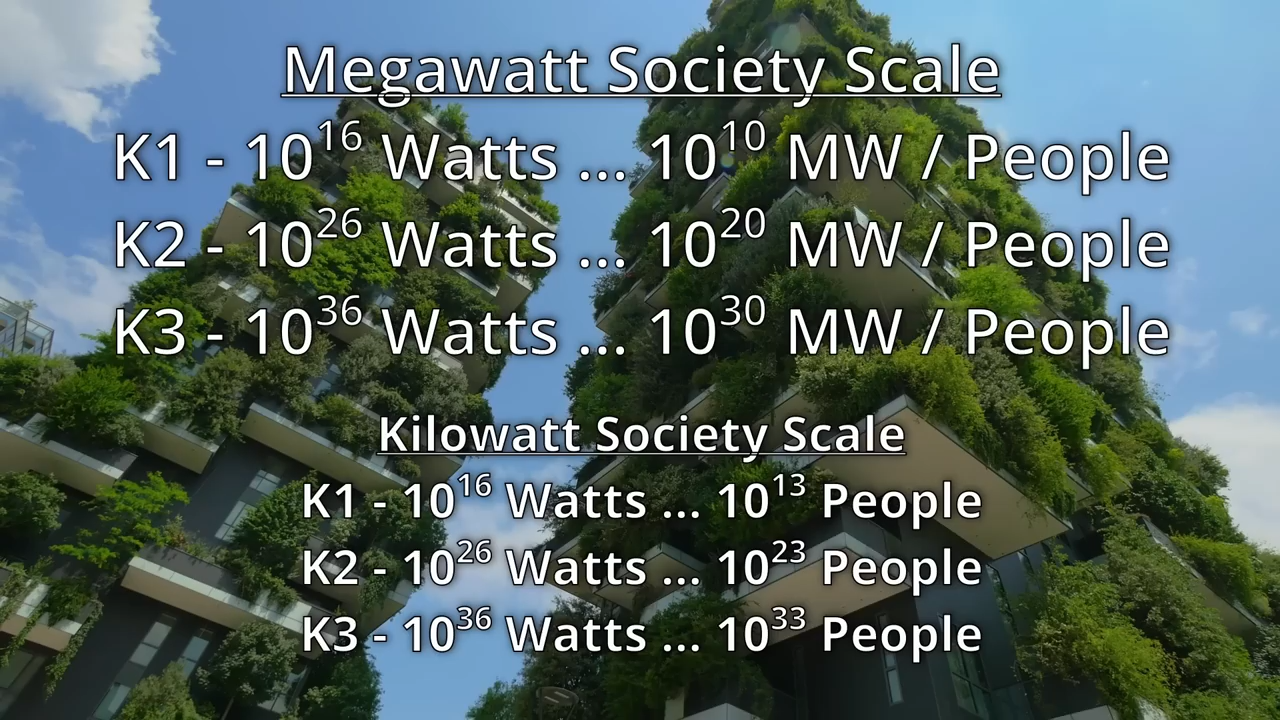 Megawatt Society Scale
K1 - 10¹⁶ Watts ... 10¹⁰ MW / People
K2 - 10²⁶ Watts ... 10²⁰ MW / People
K3 - 10³⁶ Watts ... 10³⁰ MW / People
Kilowatt Society Scale
K1 - 10¹⁶ Watts ... 10¹³ People
K2 - 10²⁶ Watts ... 10²³ People
K3 - 10³⁶ Watts ... 10³³ People